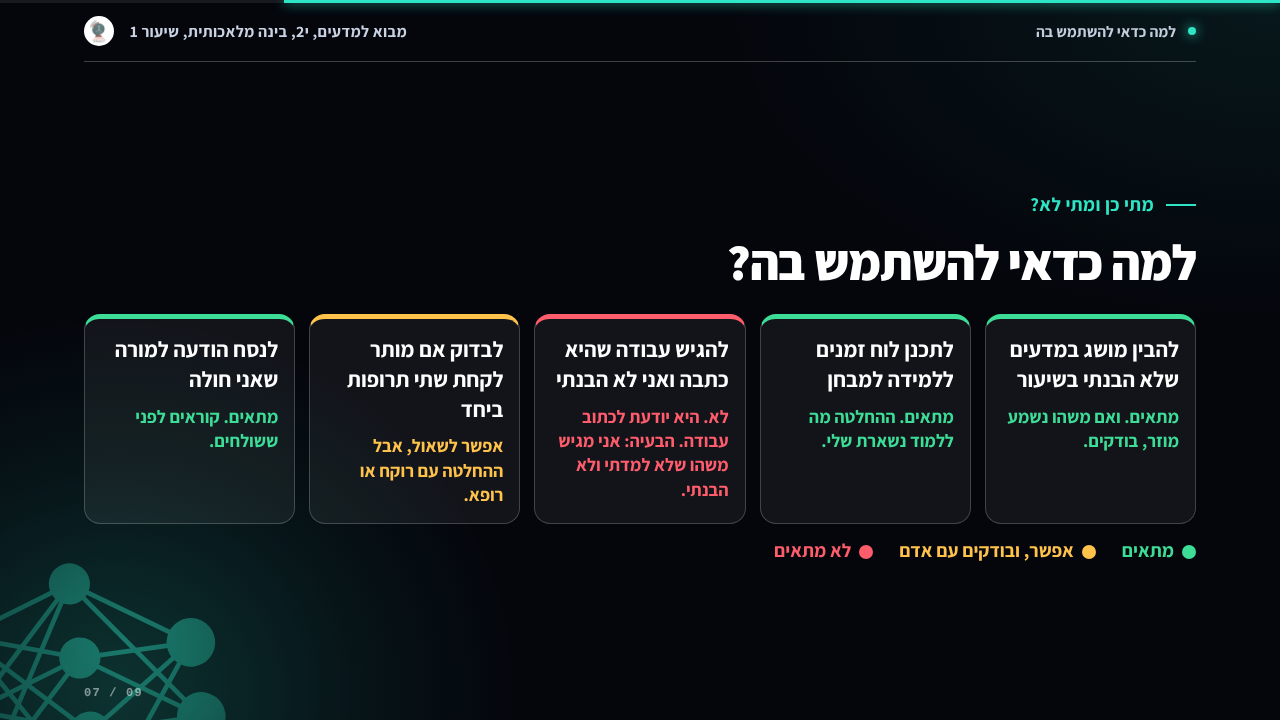 למה כדאי להשתמש בה
מבוא למדעים, י2, בינה מלאכותית, שיעור 1
מתי כן ומתי לא?
למה כדאי להשתמש בה?
להבין מושג במדעים
שלא הבנתי בשיעור
מתאים. ואם משהו נשמע
מוזר, בודקים.
לתכנן לוח זמנים
ללמידה למבחן
מתאים. ההחלטה מה
ללמוד נשארת שלי.
להגיש עבודה שהיא
כתבה ואני לא הבנתי
לא. היא יודעת לכתוב
עבודה. הבעיה: אני מגיש
משהו שלא למדתי ולא
הבנתי.
לבדוק אם מותר
לקחת שתי תרופות
ביחד
אפשר לשאול, אבל
ההחלטה עם רוקח או
רופא.
לנסח הודעה למורה
שאני חולה
מתאים. קוראים לפני
ששולחים.
מתאים
אפשר, ובודקים עם אדם
לא מתאים
07 / 09